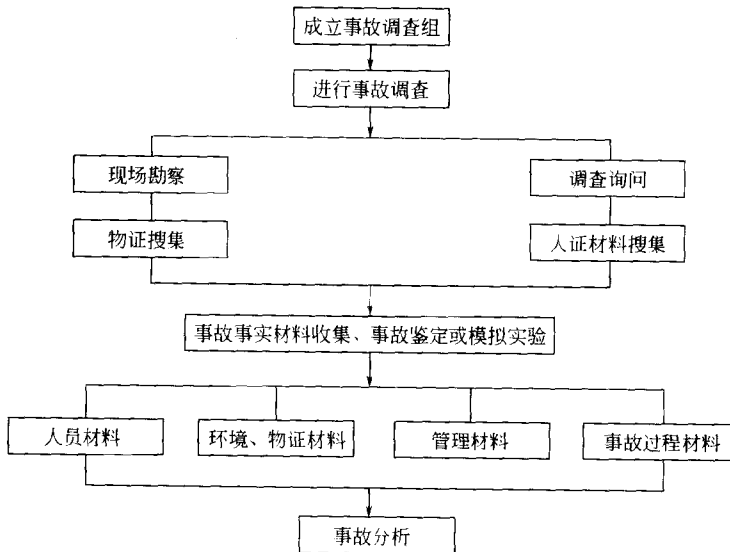 成立事故调查组
进行事故调查
现场勘察
调查询问
物证搜集
人证材料搜集
事故事实材料收集、事故鉴定或模拟实验
人员材料
环境、物证材料
管理材料
事故过程材料
事故分析